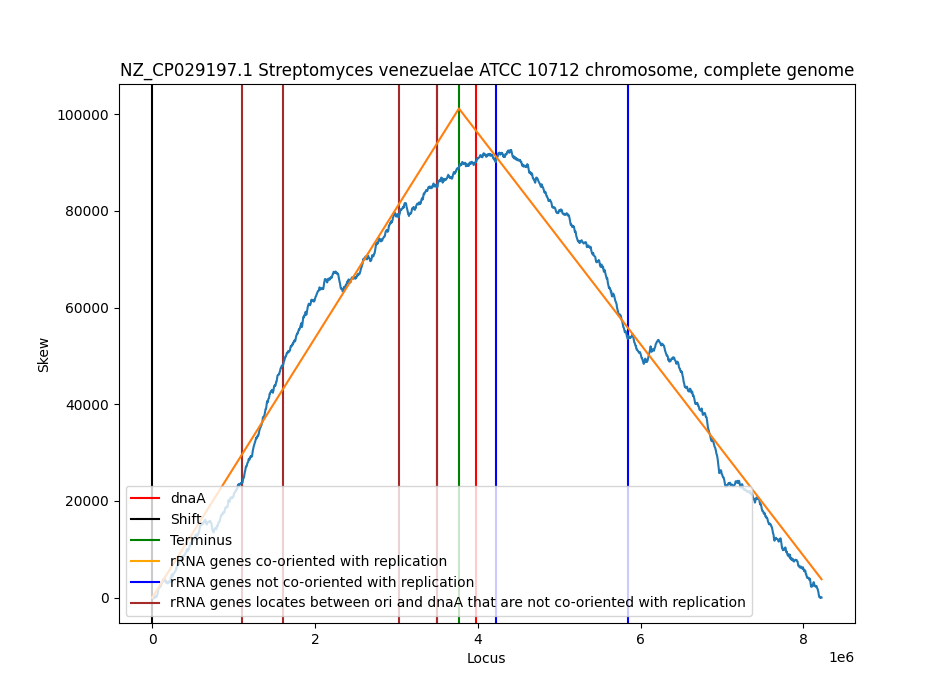 NZ_CP029197.1 Streptomyces venezuelae ATCC 10712 chromosome, complete genome
100000
80000
60000
40000
20000
0
Skew
dnaA
Shift
Terminus
rRNA genes co-oriented with replication
rRNA genes not co-oriented with replication
rRNA genes locates between ori and dnaA that are not co-oriented with replication
0 2 4 6 8
1e6
Locus